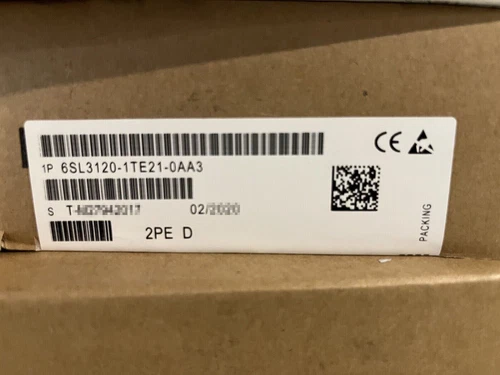 CE
1P 6SL3120-1TE21-0AA3
S 02/2020
2PE D
PACKING